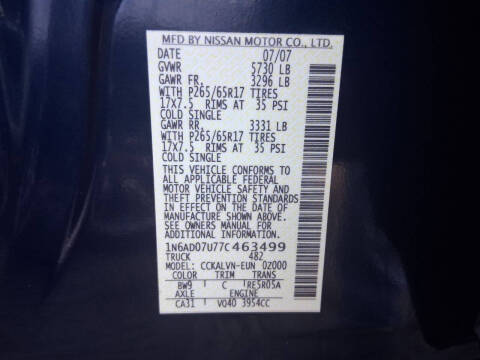 MFD BY NISSAN MOTOR CO., LTD.
DATE 07/07
GVWR 5730 LB
GAWR FR. 3296 LB
WITH P265/65R17 TIRES
17X7.5 RIMS AT 35 PSI
COLD SINGLE
GAWR RR. 3331 LB
WITH P265/65R17 TIRES
17X7.5 RIMS AT 35 PSI
COLD SINGLE
THIS VEHICLE CONFORMS TO
ALL APPLICABLE FEDERAL
MOTOR VEHICLE SAFETY AND
THEFT PREVENTION STANDARDS
IN EFFECT ON THE DATE OF
MANUFACTURE SHOWN ABOVE.
SEE OWNERS MANUAL FOR
ADDITIONAL INFORMATION
1N6AD07U77C463499
TRUCK 482
MODEL: CCKALVN-EUN 0Z000
COLOR TRIM TRANS
BW9 C RE5R05A
AXLE ENGINE
CA31 VQ40 3954CC